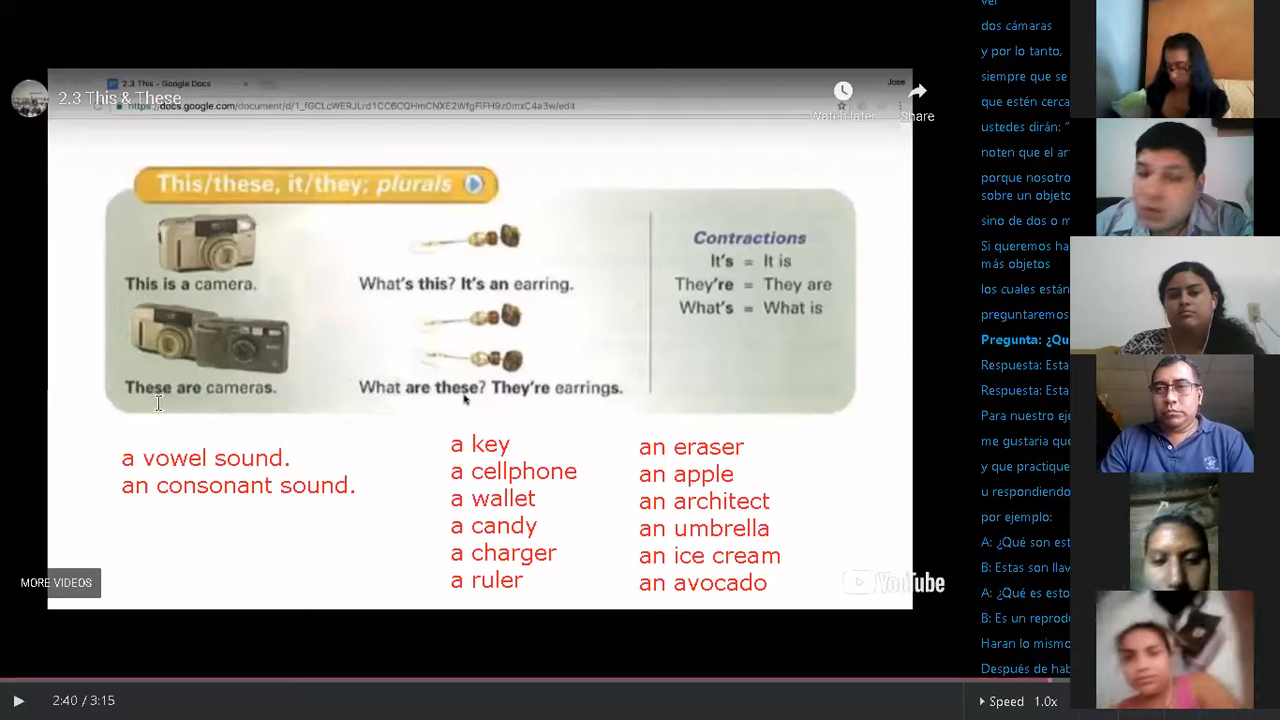 2.3 This - Google Docs
Jose
2.3 This & These
Watch later
Share
This/these, it/they; plurals
This is a camera.
What's this? It's an earring.
These are cameras.
What are these? They're earrings.
Contractions
It's = It is
They're = They are
What's = What is
a vowel sound.
an consonant sound.
a key
a cellphone
a wallet
a candy
a charger
a ruler
an eraser
an apple
an architect
an umbrella
an ice cream
an avocado
MORE VIDEOS
YouTube
2:40 / 3:15
Speed 1.0x
ver
dos cámaras
y por lo tanto,
siempre que se
que estén cerca
ustedes dirán: "
noten que el
porque nosotro
sobre un objeto
sino de dos o m
Si queremos ha
más objetos
los cuales están
preguntaremos
Pregunta: ¿Qu
Respuesta: Esta
Respuesta: Esta
Para nuestro eje
me gustaria que
y que practique
u respondiendo
por ejemplo:
A: ¿Qué son est
B: Estas son llav
A: ¿Qué es esto
B: Es un reprodu
Haran lo mismo
Después de hab